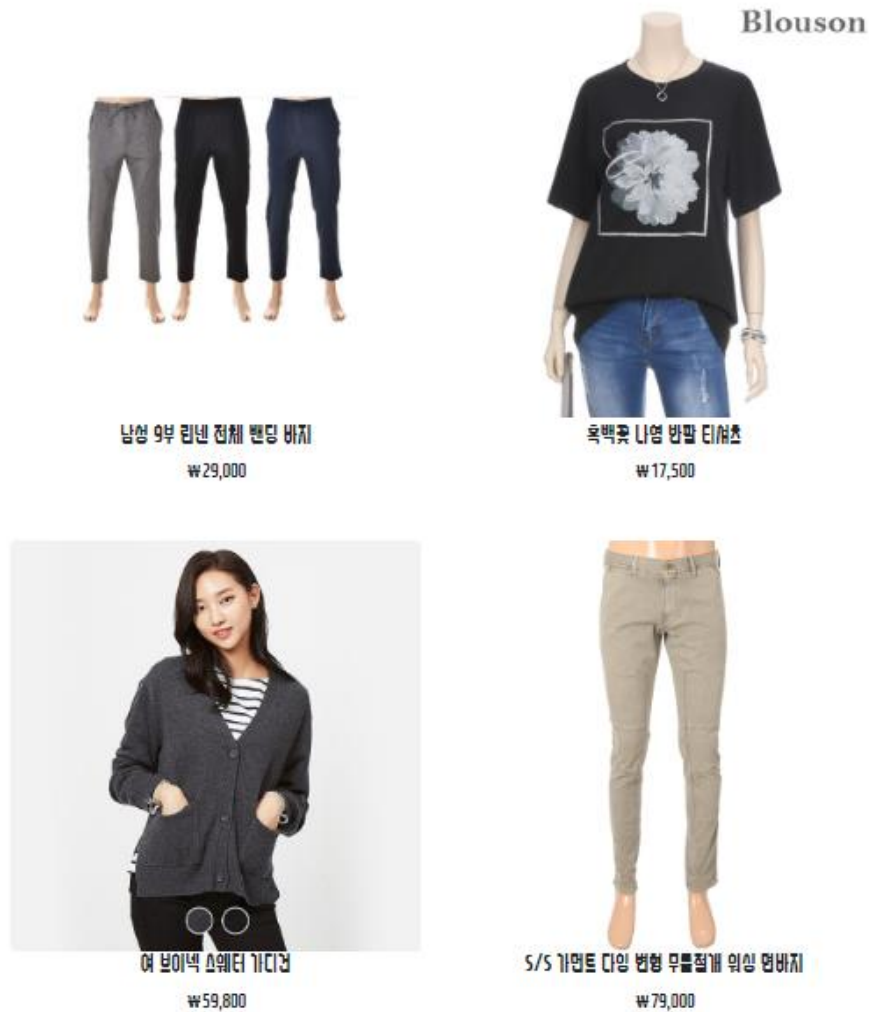 Blouson
남성 9부 린넨 전체 밴딩 바지
₩29,000
흑백꽃 나염 반팔 티셔츠
₩17,500
여 브이넥 스웨터 가디건
₩59,800
S/S 가먼트 다잉 변형 무릎절개 워싱 면바지
₩79,000